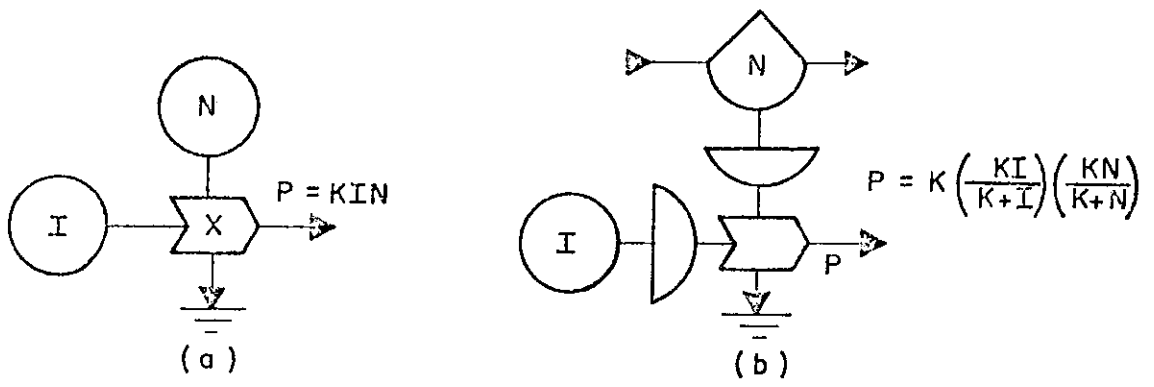 N
I
X
P = KIN
(a)
N
I
P
P = K (KI/K+I) (KN/K+N)
(b)